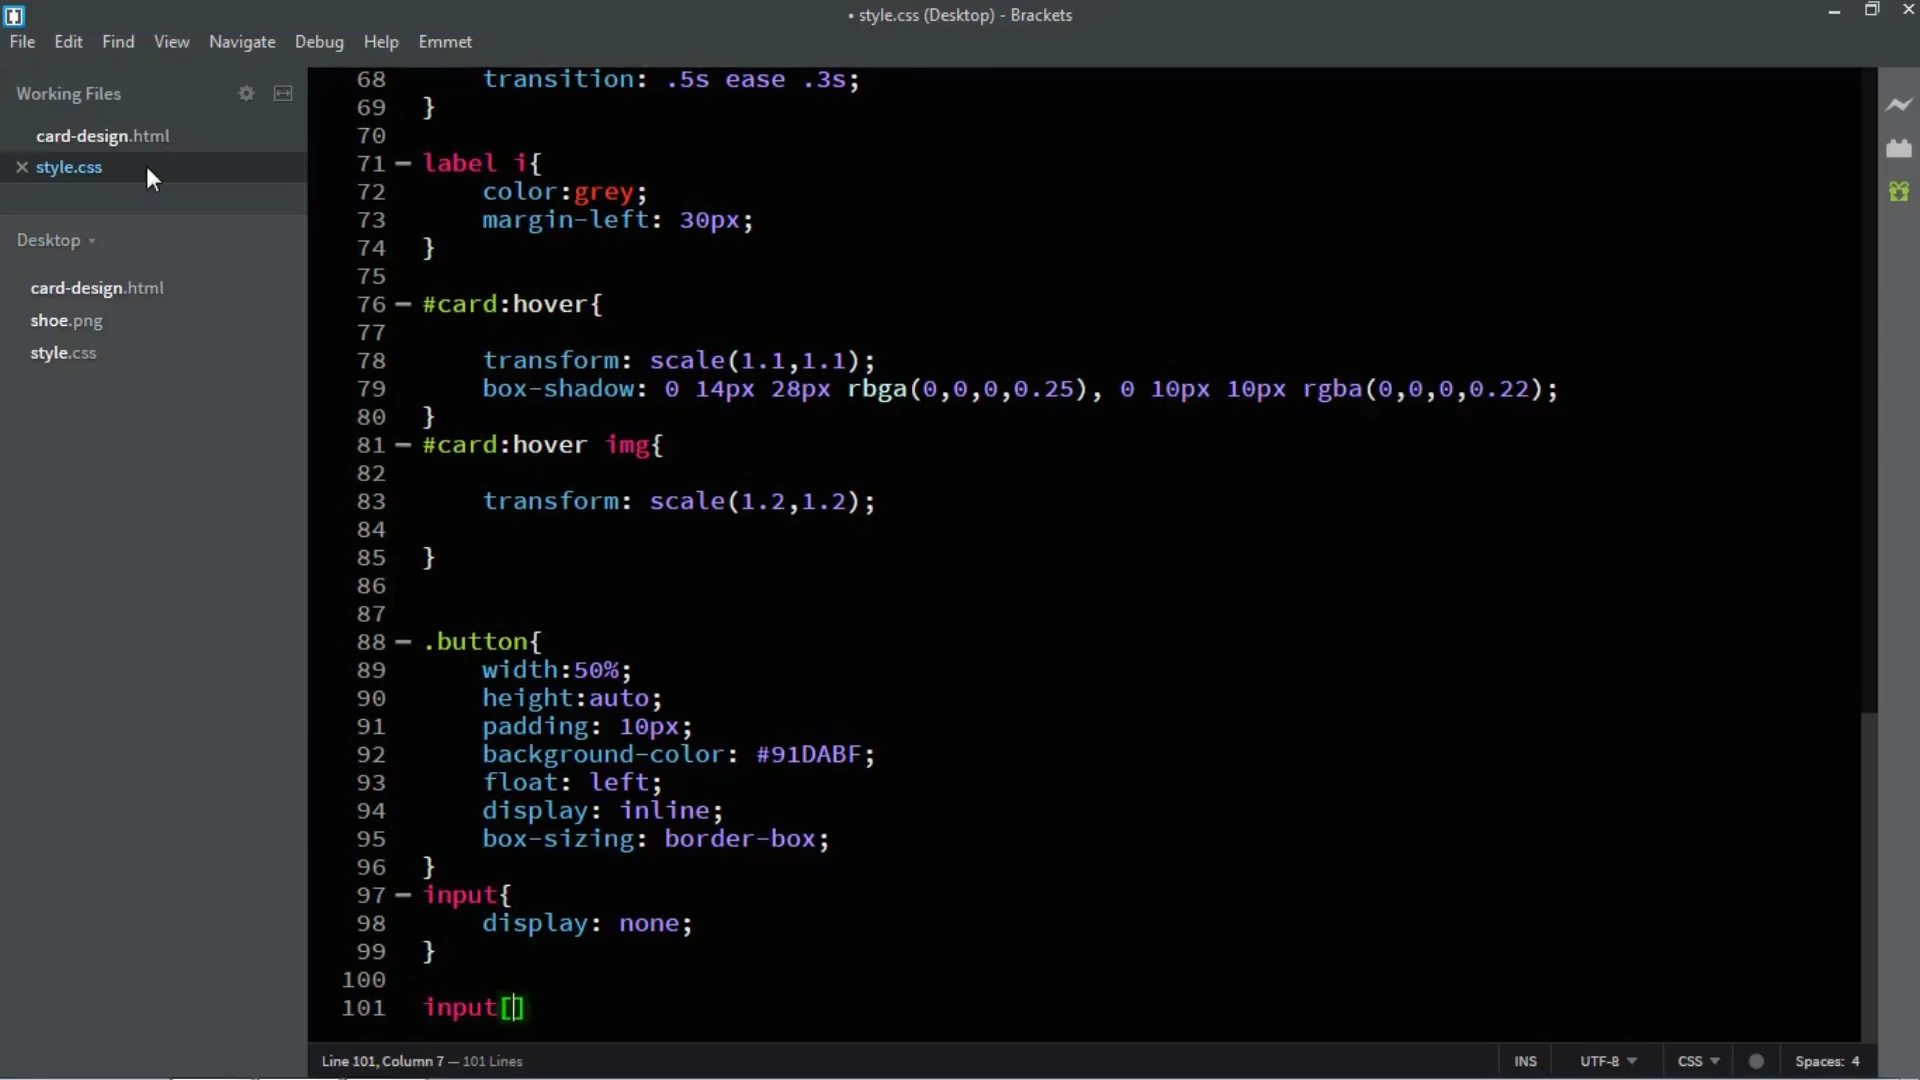 • style.css (Desktop) - Brackets
File Edit Find View Navigate Debug Help Emmet
Working Files
card-design.html
style.css
Desktop
card-design.html
shoe.png
style.css
68 transition: .5s ease .3s;
69 }
70
71 label i{
72 color:grey;
73 margin-left: 30px;
74 }
75
76 #card:hover{
77
78 transform: scale(1.1,1.1);
79 box-shadow: 0 14px 28px rbga(0,0,0,0.25), 0 10px 10px rgba(0,0,0,0.22);
80 }
81 #card:hover img{
82
83 transform: scale(1.2,1.2);
84
85 }
86
87
88 .button{
89 width:50%;
90 height:auto;
91 padding: 10px;
92 background-color: #91DABF;
93 float: left;
94 display: inline;
95 box-sizing: border-box;
96 }
97 input{
98 display: none;
99 }
100
101 input[]
Line 101, Column 7 — 101 Lines
INS UTF-8 CSS Spaces: 4